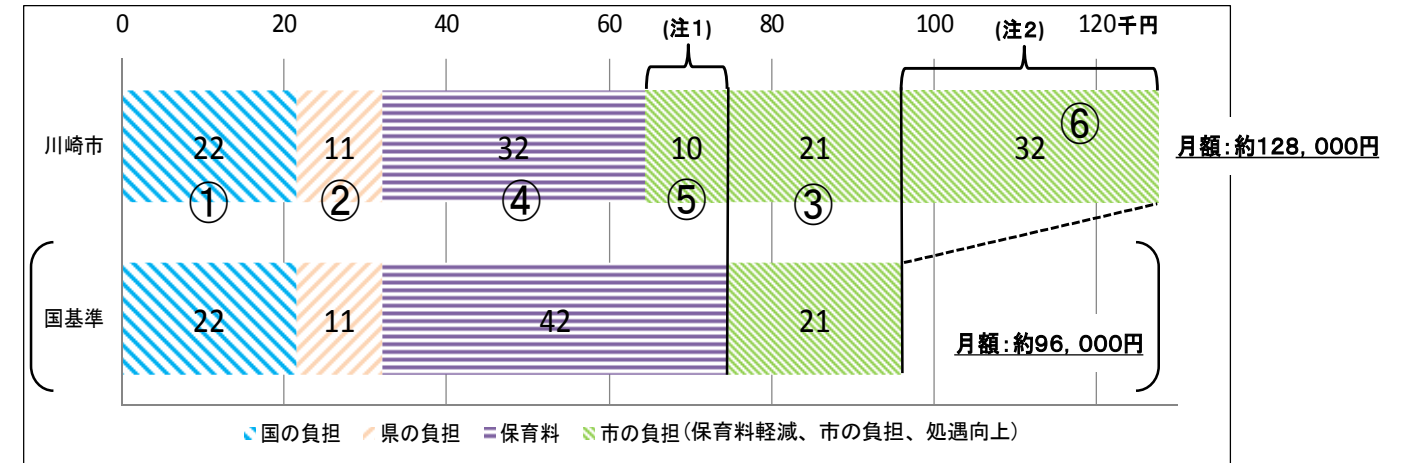 0 20 40 60 (注1) 80 100 (注2) 120千円
川崎市 22 11 32 10 21 32 ⑥ 月額:約128,000円
① ② ④ ⑤ ③
国基準 22 11 42 21
月額:約96,000円
国の負担 県の負担 保育料 市の負担(保育料軽減、市の負担、処遇向上)